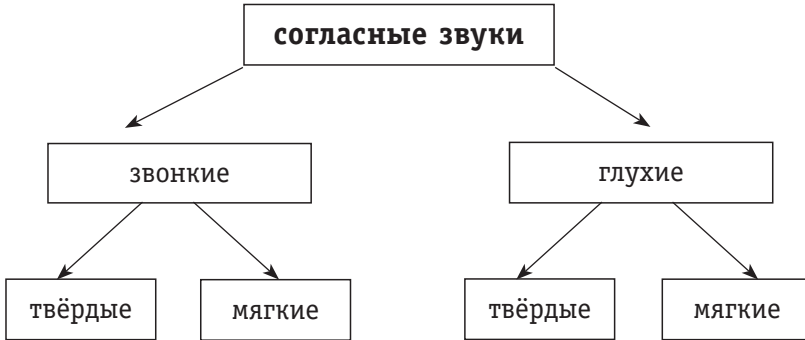 согласные звуки
звонкие
глухие
твёрдые
мягкие
твёрдые
мягкие